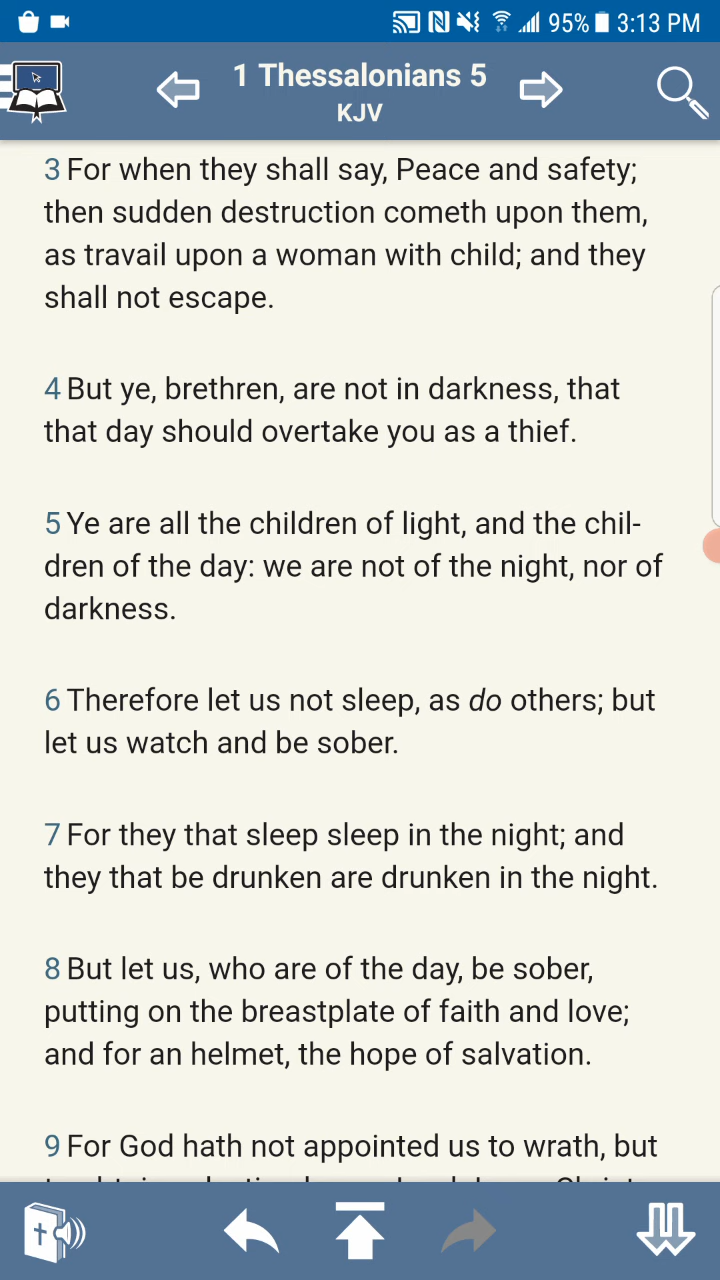 95% 3:13 PM
1 Thessalonians 5
KJV
3 For when they shall say, Peace and safety;
then sudden destruction cometh upon them,
as travail upon a woman with child; and they
shall not escape.
4 But ye, brethren, are not in darkness, that
that day should overtake you as a thief.
5 Ye are all the children of light, and the chil-
dren of the day: we are not of the night, nor of
darkness.
6 Therefore let us not sleep, as do others; but
let us watch and be sober.
7 For they that sleep sleep in the night; and
they that be drunken are drunken in the night.
8 But let us, who are of the day, be sober,
putting on the breastplate of faith and love;
and for an helmet, the hope of salvation.
9 For God hath not appointed us to wrath, but